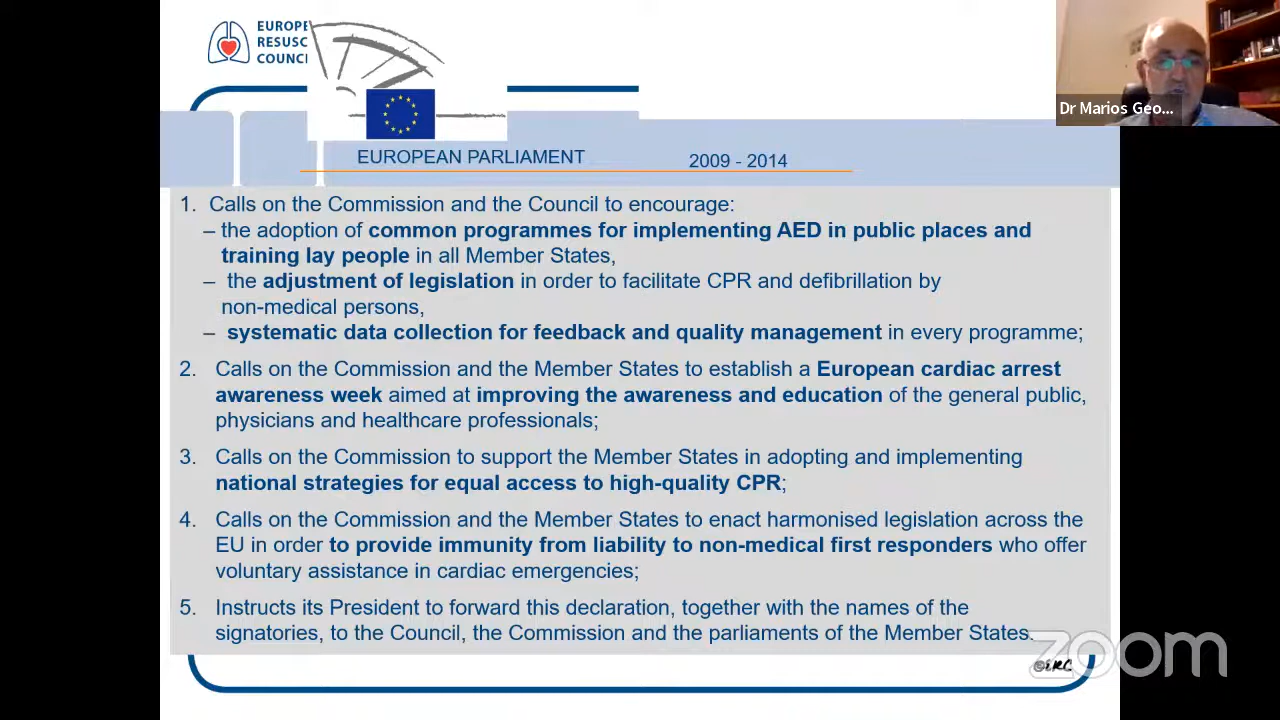 EUROPE
RESUSC
COUNCI
Dr Marios Geo...
EUROPEAN PARLIAMENT
2009 - 2014
1. Calls on the Commission and the Council to encourage:
– the adoption of common programmes for implementing AED in public places and
training lay people in all Member States,
– the adjustment of legislation in order to facilitate CPR and defibrillation by
non-medical persons,
– systematic data collection for feedback and quality management in every programme;
2. Calls on the Commission and the Member States to establish a European cardiac arrest
awareness week aimed at improving the awareness and education of the general public,
physicians and healthcare professionals;
3. Calls on the Commission to support the Member States in adopting and implementing
national strategies for equal access to high-quality CPR;
4. Calls on the Commission and the Member States to enact harmonised legislation across the
EU in order to provide immunity from liability to non-medical first responders who offer
voluntary assistance in cardiac emergencies;
5. Instructs its President to forward this declaration, together with the names of the
signatories, to the Council, the Commission and the parliaments of the Member States.
@ERC
zoom